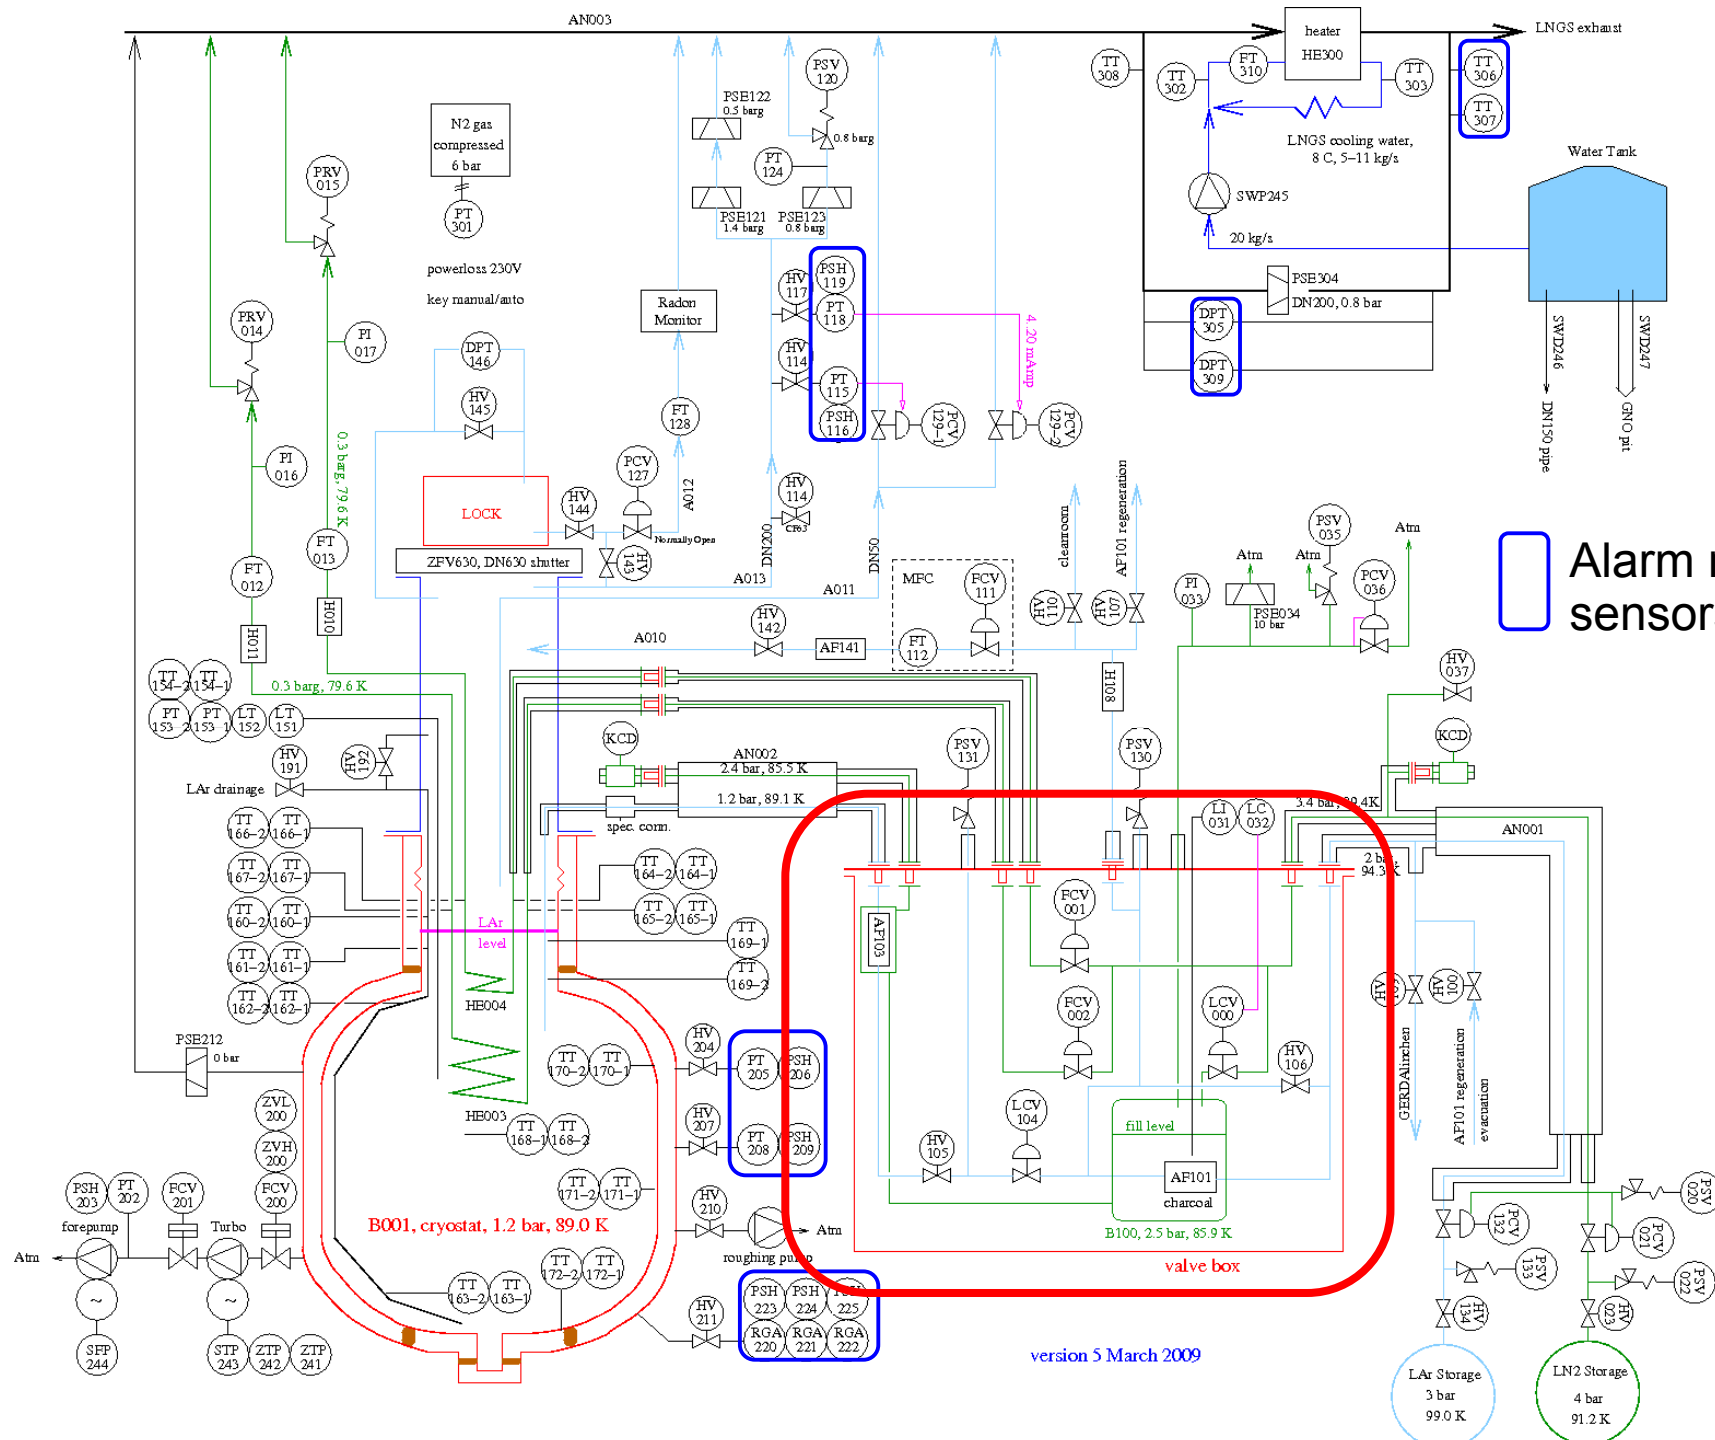 AN003
LNGS exhaust
heater
HE300
TT
308
TT
302
FT
310
TT
303
TT
306
TT
307
LNGS cooling water,
8 C, 5–11 kg/s
SWP245
20 kg/s
Water Tank
PSE304
DN200, 0.8 bar
DPT
305
DPT
309
SWD246
SWD247
DN150 pipe
GNO pit
N2 gas
compressed
6 bar
PT
301
powerloss 230V
key manual/auto
PRV
015
PRV
014
PI
017
PI
016
0.3 barg, 79.6 K
FT
013
FT
012
H010
H011
0.3 barg, 79.6 K
PSE122
0.5 barg
PSV
120
0.8 barg
PT
124
PSE121
1.4 barg
PSE123
0.8 barg
Radon
Monitor
HV
117
PSH
119
PT
118
HV
114
PT
115
PSH
116
4..20 mAmp
PCV
129–1
PCV
129–2
DPT
146
HV
145
FT
128
LOCK
HV
144
PCV
127
Normally Open
A012
HV
143
HV
114
CF63
DN200
DN50
ZFV630, DN630 shutter
A013
A011
A010
HV
142
AF141
MFC
FT
112
FCV
111
cleanroom
AF101 regeneration
HV
110
HV
107
H108
PI
033
Atm
PSE034
10 bar
Atm
PSV
035
PCV
036
Atm
Alarm r
sensor
HV
037
KCD
TT
154–2
TT
154–1
PT
153–2
PT
153–1
LT
152
LT
151
HV
191
HV
192
LAr drainage
KCD
AN002
2.4 bar, 85.5 K
1.2 bar, 89.1 K
spec. conn.
PSV
131
PSV
130
LI
031
LC
032
AN001
2 bar,
94.3K
TT
166–2
TT
166–1
TT
167–2
TT
167–1
TT
160–2
TT
160–1
TT
161–2
TT
161–1
TT
162–2
TT
162–1
TT
164–2
TT
164–1
TT
165–2
TT
165–1
TT
169–1
TT
169–2
LAr
level
HE004
HE003
PSE212
0 bar
TT
170–2
TT
170–1
TT
168–1
TT
168–2
TT
171–2
TT
171–1
TT
172–2
TT
172–1
TT
163–2
TT
163–1
B001, cryostat, 1.2 bar, 89.0 K
HV
204
PT
205
PSH
206
HV
207
PT
208
PSH
209
HV
210
Atm
roughing pump
HV
211
PSH
223
PSH
224
PSH
225
RGA
220
RGA
221
RGA
222
ZVL
200
ZVH
200
FCV
200
FCV
201
PSH
203
PT
202
forepump
Turbo
Atm
~
~
SFP
244
STP
243
ZTP
242
ZTP
241
AF103
FCV
001
FCV
002
LCV
000
HV
106
LCV
104
HV
105
fill level
AF101
charcoal
B100, 2.5 bar, 85.9 K
valve box
HV
109
HV
100
GERDAlinchen
AF101 regeneration
evacuation
PCV
132
PSV
133
HV
134
PCV
021
PSV
020
PSV
022
HV
023
LAr Storage
3 bar
99.0 K
LN2 Storage
4 bar
91.2 K
version 5 March 2009